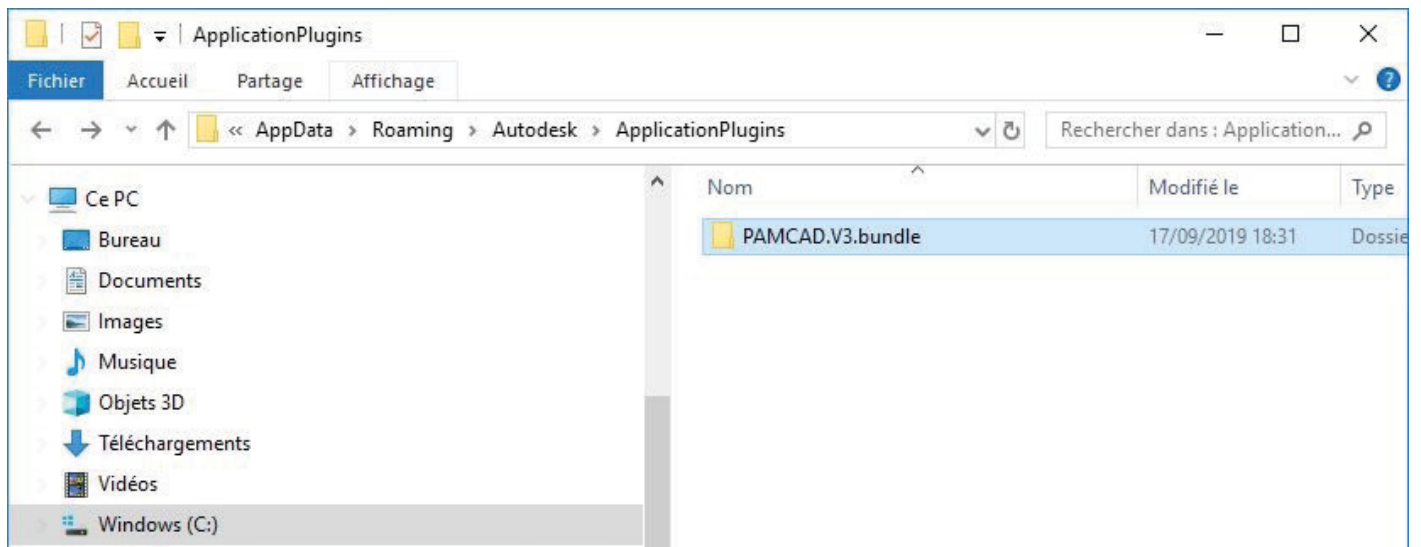 ApplicationPlugins
Fichier Accueil Partage Affichage
« AppData > Roaming > Autodesk > ApplicationPlugins Rechercher dans : Application...
Nom Modifié le Type
Ce PC
PAMCAD.V3.bundle 17/09/2019 18:31 Dossie
Bureau
Documents
Images
Musique
Objets 3D
Téléchargements
Vidéos
Windows (C:)